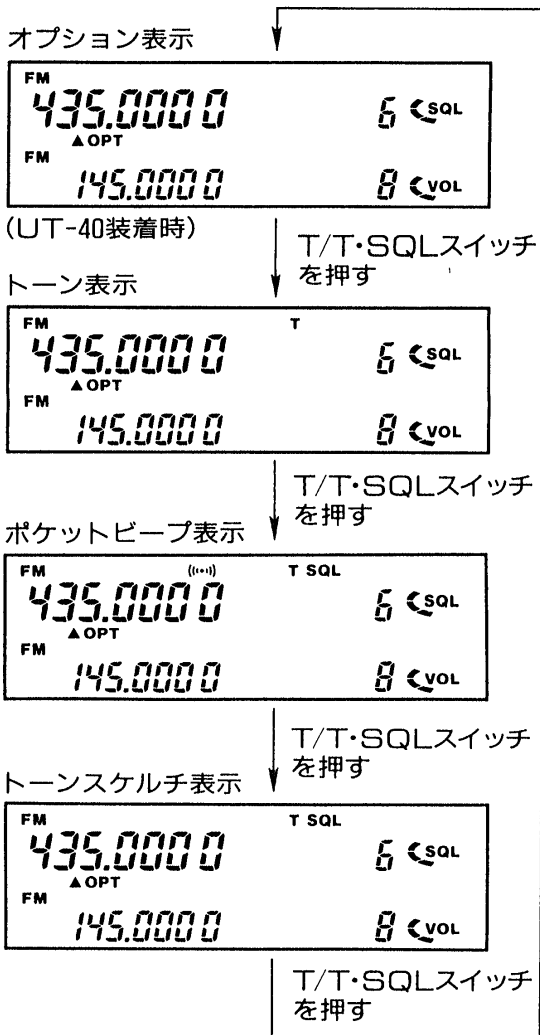 オプション表示
FM
435.0000 6 SQL
▲OPT
FM
145.0000 8 VOL
(UT-40装着時)
T/T・SQLスイッチ
を押す
トーン表示
FM T
435.0000 6 SQL
▲OPT
FM
145.0000 8 VOL
T/T・SQLスイッチ
を押す
ポケットビープ表示
FM ((•)) T SQL
435.0000 6 SQL
▲OPT
FM
145.0000 8 VOL
T/T・SQLスイッチ
を押す
トーンスケルチ表示
FM T SQL
435.0000 6 SQL
▲OPT
FM
145.0000 8 VOL
T/T・SQLスイッチ
を押す